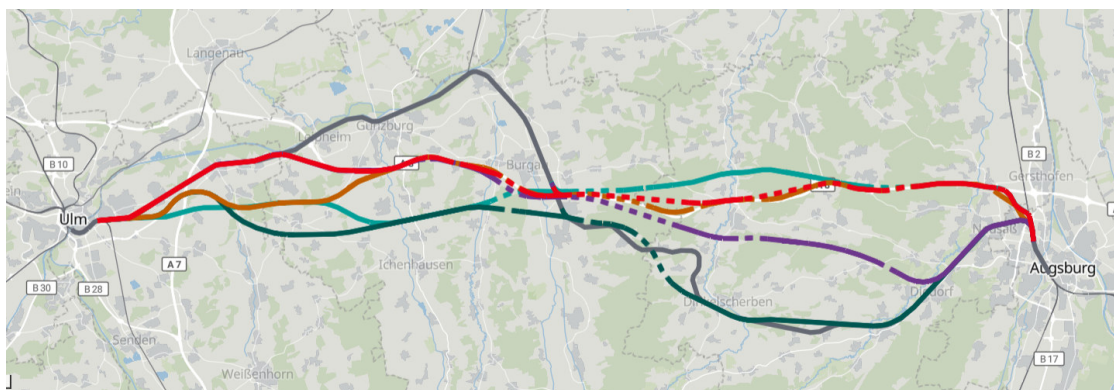 Langenau
Günzburg
Leipheim
B 10
B 2
Burgau
Gersthofen
Ulm
Neusäß
A 7
Ichenhausen
Augsburg
B 30
B 28
Dinkelscherben
Diedorf
Senden
B 17
Weißenhorn